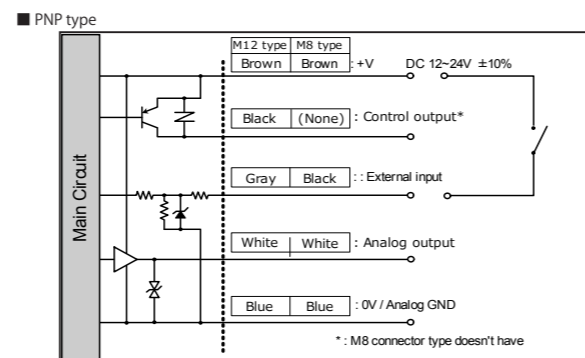 ■ PNP type
M12 type M8 type
Brown Brown : +V DC 12~24V ±10%
Black (None) : Control output*
Gray Black : : External input
White White : Analog output
Blue Blue : 0V / Analog GND
* : M8 connector type doesn't have
Main Circuit